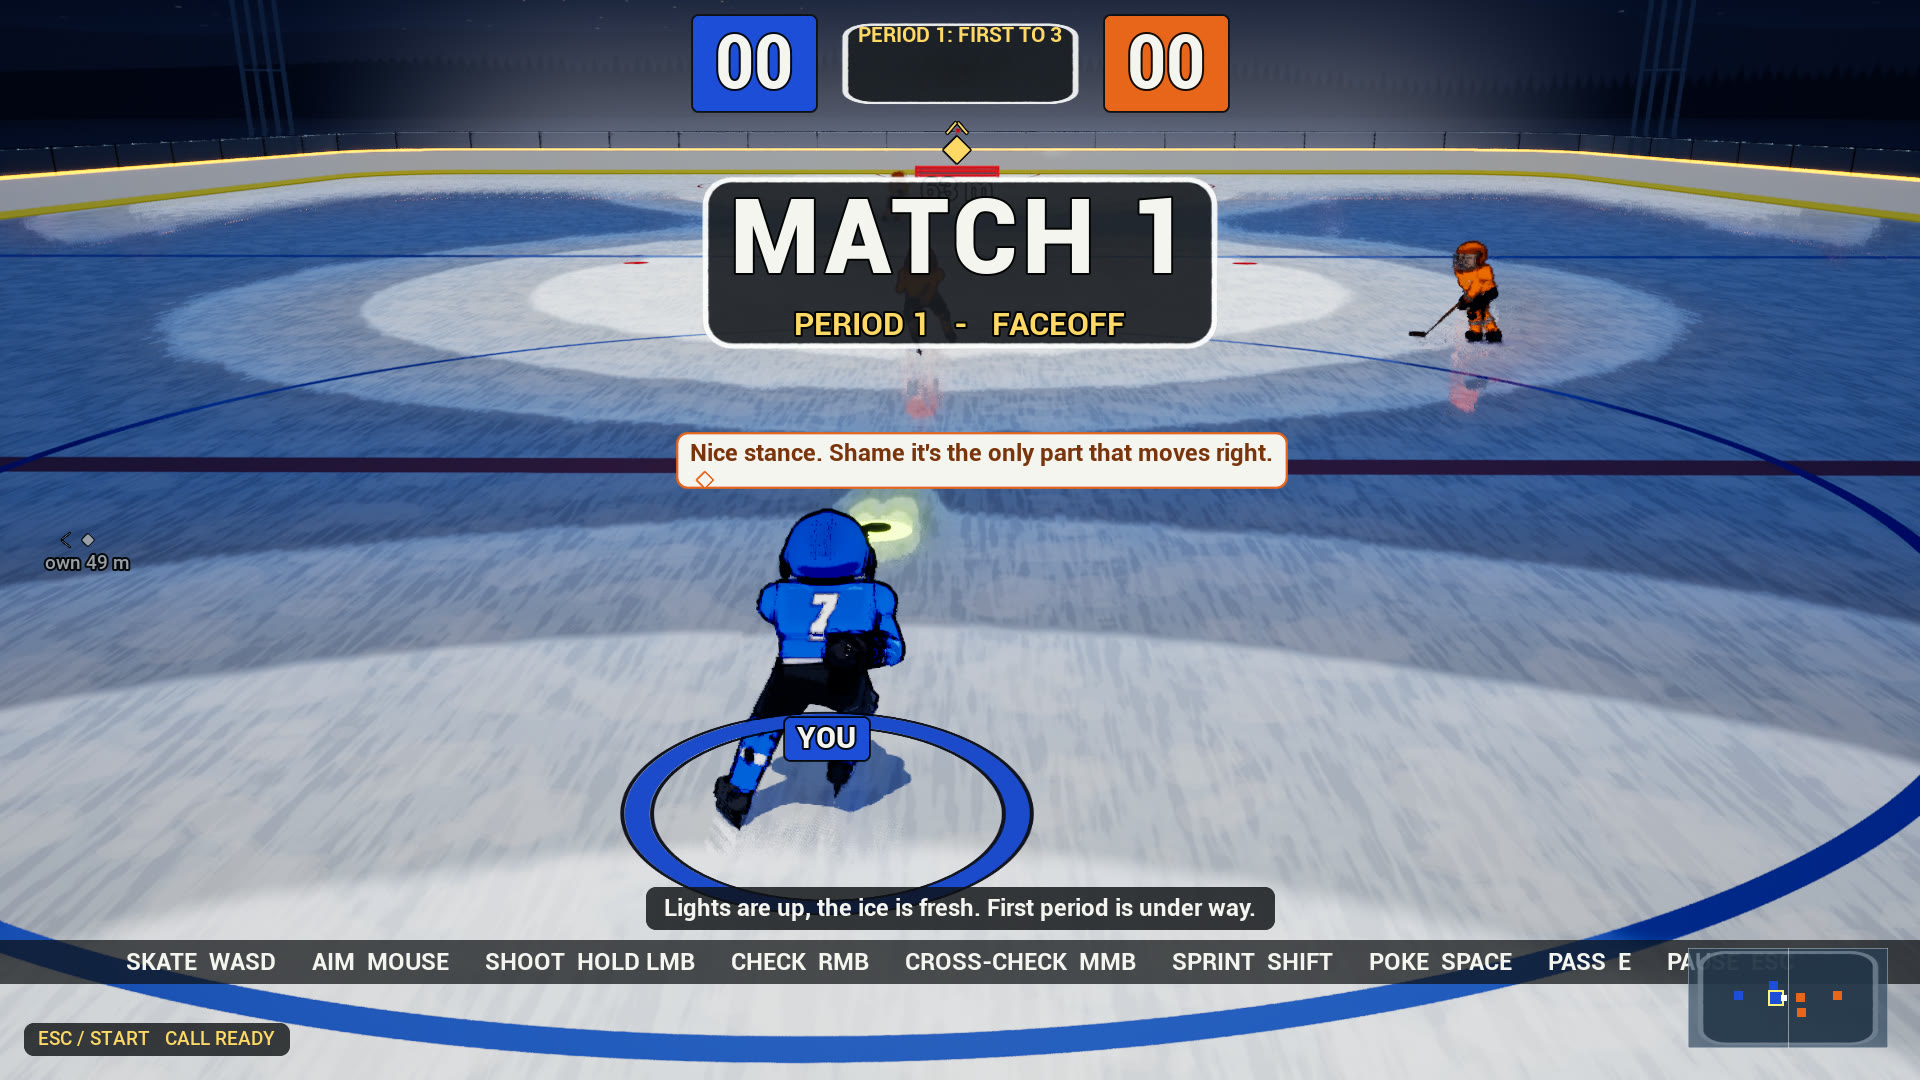 00
PERIOD 1: FIRST TO 3
00
63 m
MATCH 1
PERIOD 1 - FACEOFF
Nice stance. Shame it's the only part that moves right.
own 49 m
7
YOU
Lights are up, the ice is fresh. First period is under way.
SKATE WASD AIM MOUSE SHOOT HOLD LMB CHECK RMB CROSS-CHECK MMB SPRINT SHIFT POKE SPACE PASS E PAUSE ESC
ESC / START CALL READY